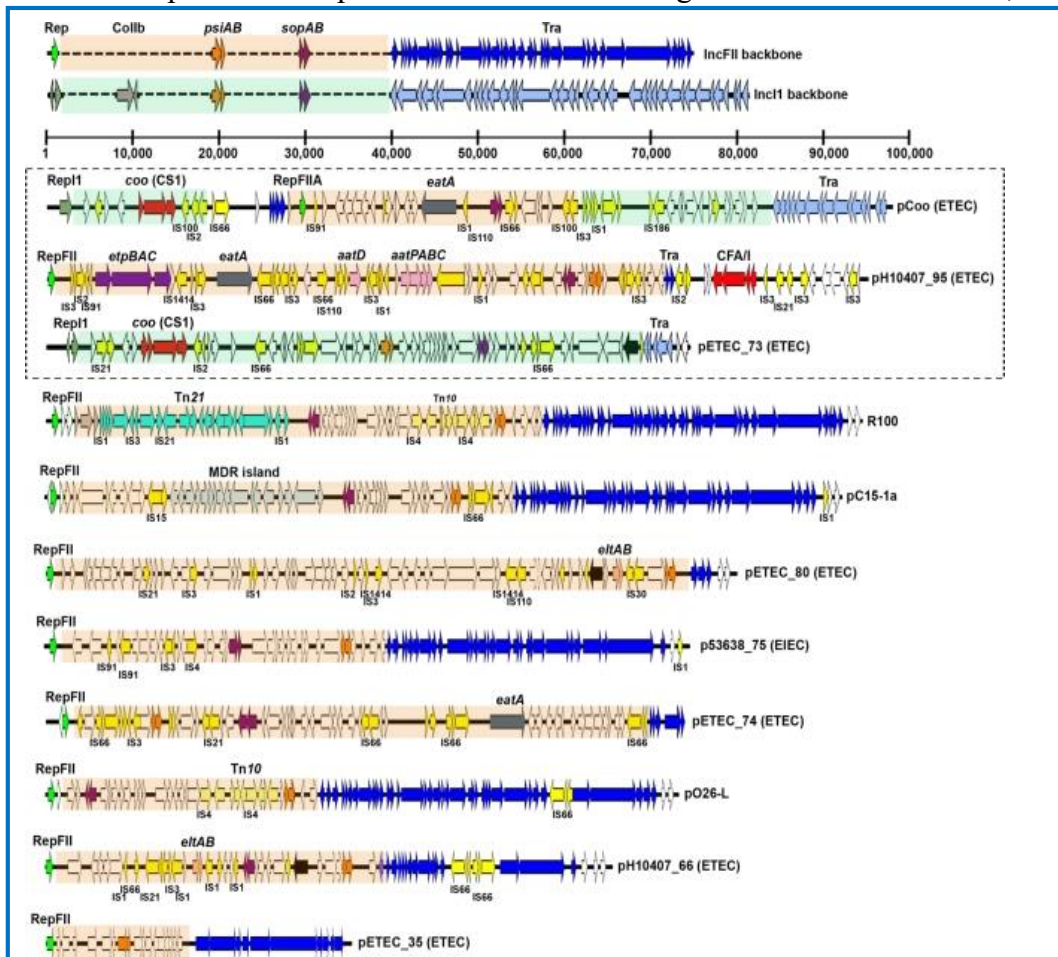 Rep ColIb psiAB sopAB Tra
IncFII backbone
IncI1 backbone
1 10,000 20,000 30,000 40,000 50,000 60,000 70,000 80,000 90,000 100,000
RepI1 coo (CS1) RepFIIA eatA Tra
pCoo (ETEC)
IS100 IS2 IS66 IS91 IS1 IS110 IS66 IS100 IS3 IS1 IS186
RepFII etpBAC eatA aatD aatPABC Tra CFA/I
pH10407_95 (ETEC)
IS3 IS2 IS91 IS1414 IS3 IS66 IS3 IS66 IS110 IS3 IS1 IS1 IS3 IS2 IS3 IS21 IS3 IS3
RepI1 coo (CS1) Tra
pETEC_73 (ETEC)
IS21 IS2 IS66 IS66
RepFII Tn21 Tn10
R100
IS1 IS3 IS21 IS1 IS4 IS4
RepFII MDR island
pC15-1a
IS15 IS66 IS1
RepFII eltAB
pETEC_80 (ETEC)
IS21 IS3 IS1 IS2 IS1414 IS3 IS1414 IS110 IS30
RepFII
p53638_75 (EIEC)
IS91 IS91 IS3 IS4 IS1
RepFII eatA
pETEC_74 (ETEC)
IS66 IS3 IS21 IS66 IS66 IS66
RepFII Tn10
pO26-L
IS4 IS4 IS66
RepFII eltAB
pH10407_66 (ETEC)
IS1 IS66 IS21 IS3 IS1 IS1 IS1 IS66 IS66
RepFII
pETEC_35 (ETEC)